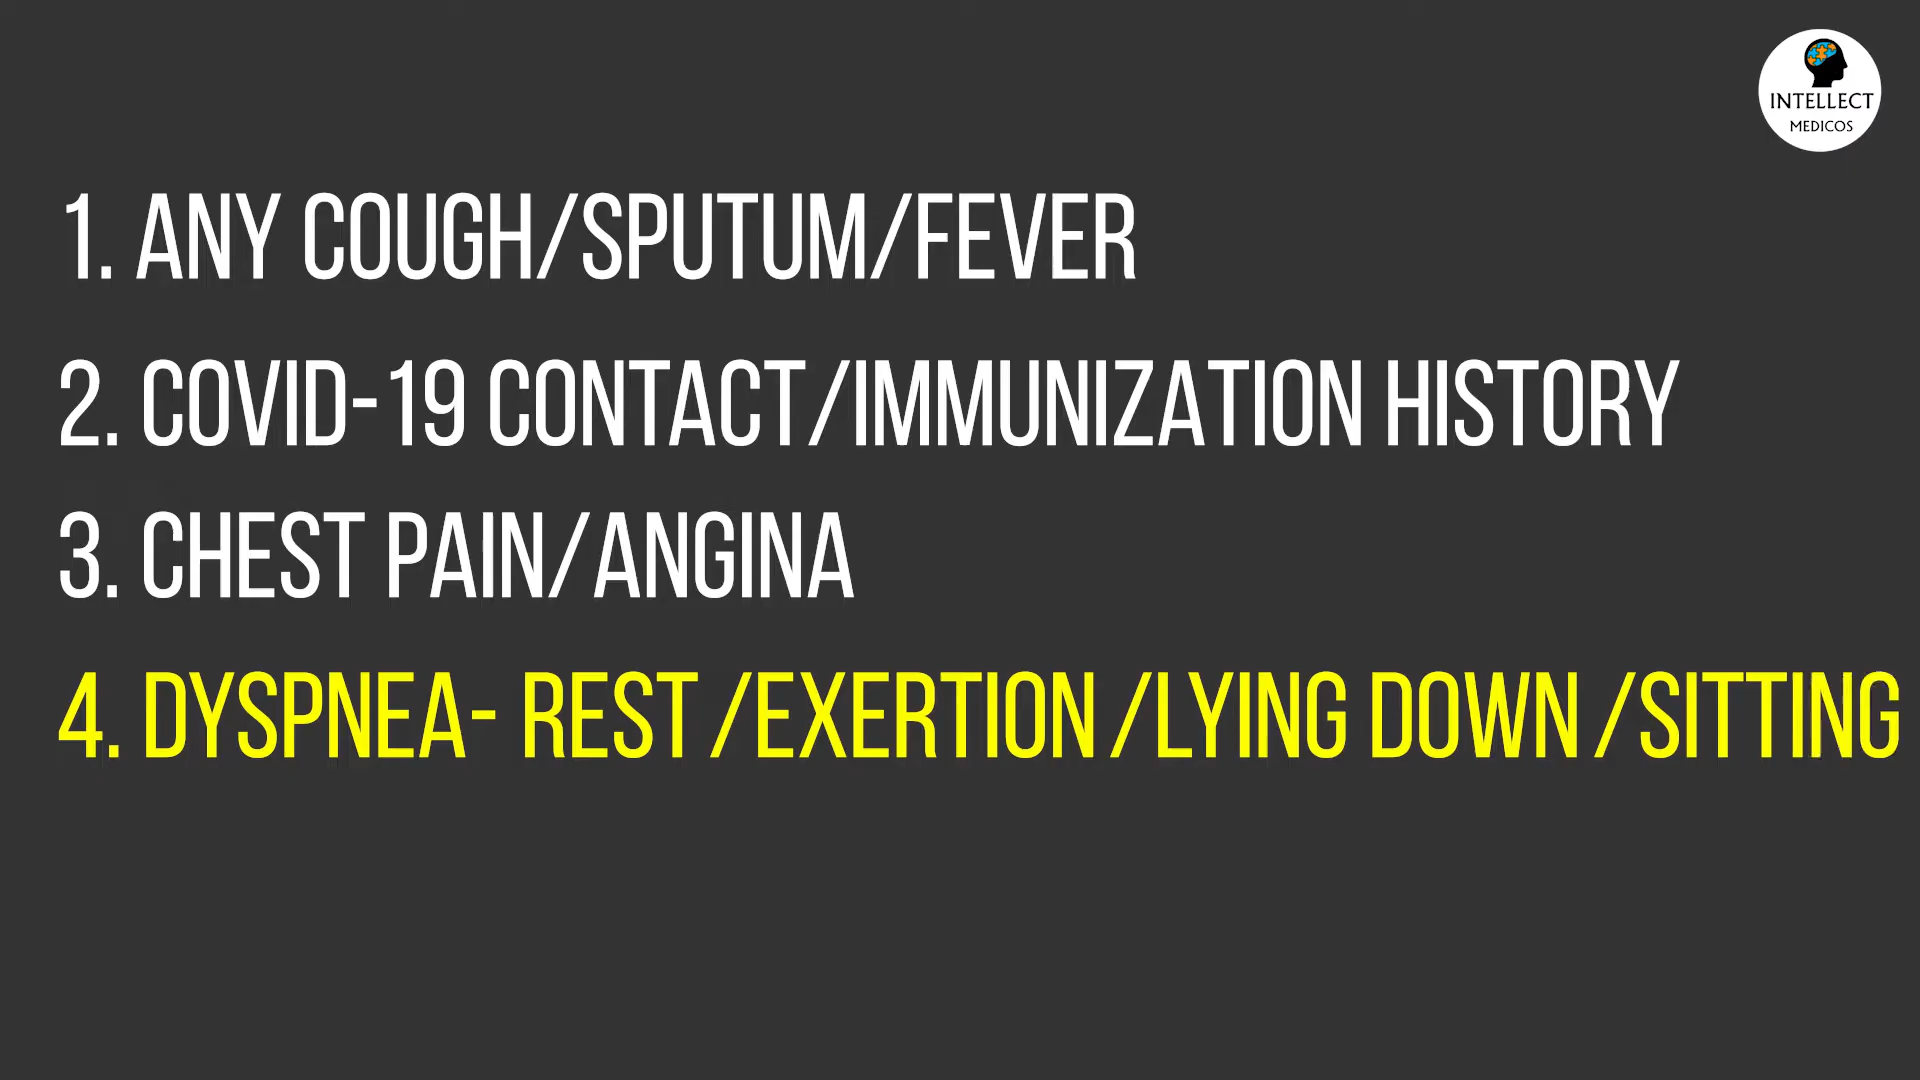 INTELLECT
MEDICOS
1. ANY COUGH/SPUTUM/FEVER
2. COVID-19 CONTACT/IMMUNIZATION HISTORY
3. CHEST PAIN/ANGINA
4. DYSPNEA- REST /EXERTION /LYING DOWN /SITTING